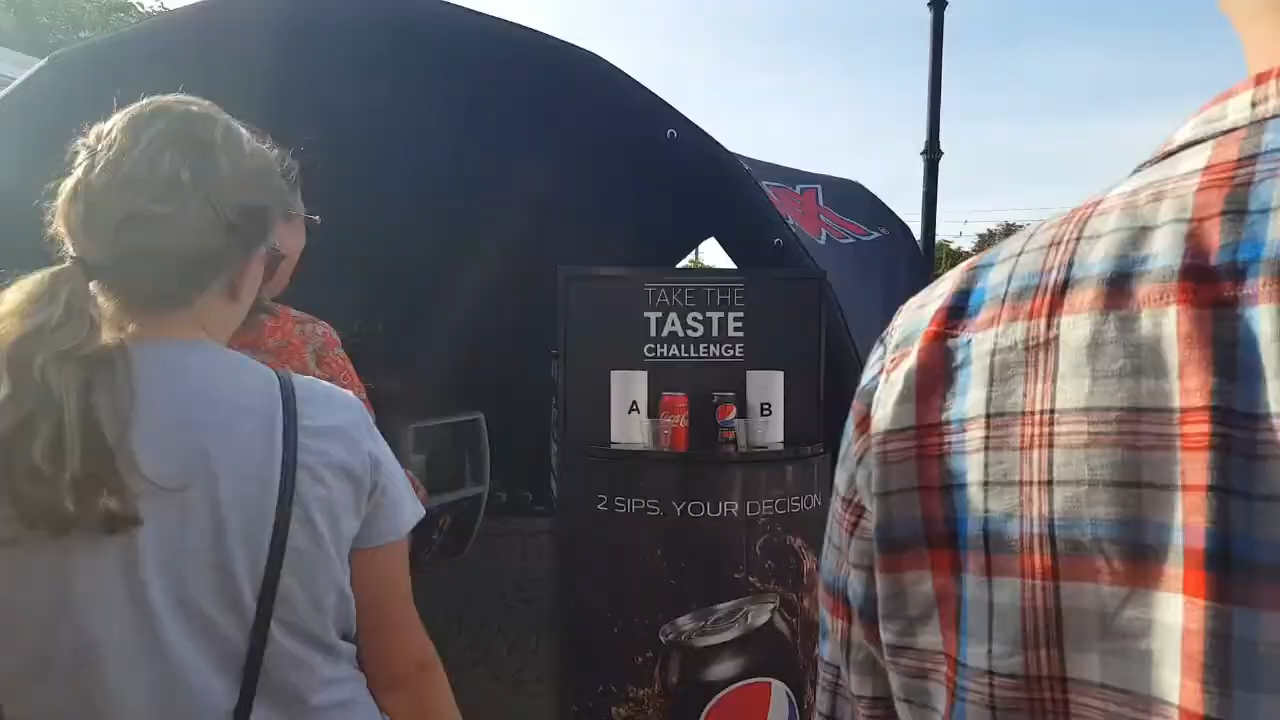 TAKE THE
TASTE
CHALLENGE
A
B
2 SIPS, YOUR DECISION